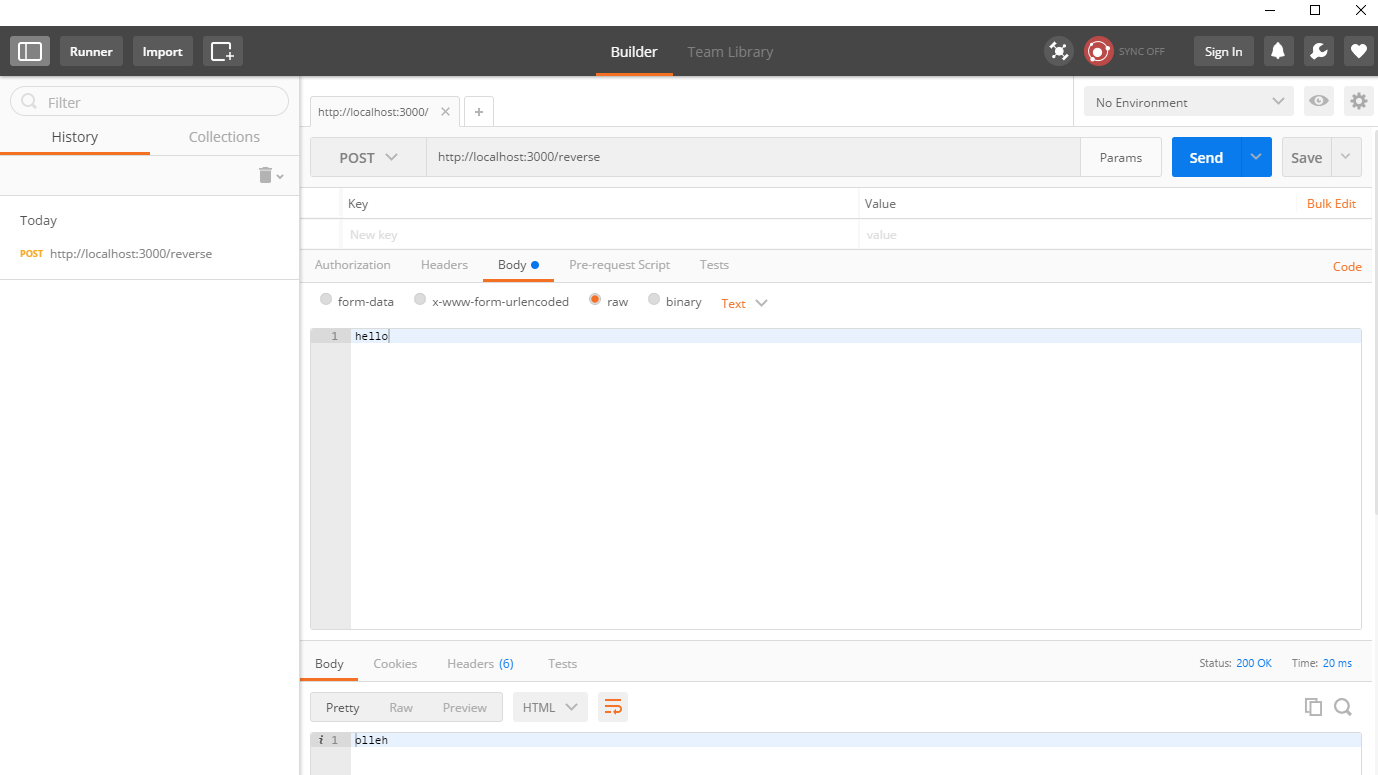 Runner Import Builder Team Library SYNC OFF Sign In
Filter
History Collections
Today
POST http://localhost:3000/reverse
http://localhost:3000/ No Environment
POST http://localhost:3000/reverse Params Send Save
Key Value Bulk Edit
New key value
Authorization Headers Body Pre-request Script Tests Code
form-data x-www-form-urlencoded raw binary Text
1 hello
Body Cookies Headers (6) Tests Status: 200 OK Time: 20 ms
Pretty Raw Preview HTML
i 1 olleh